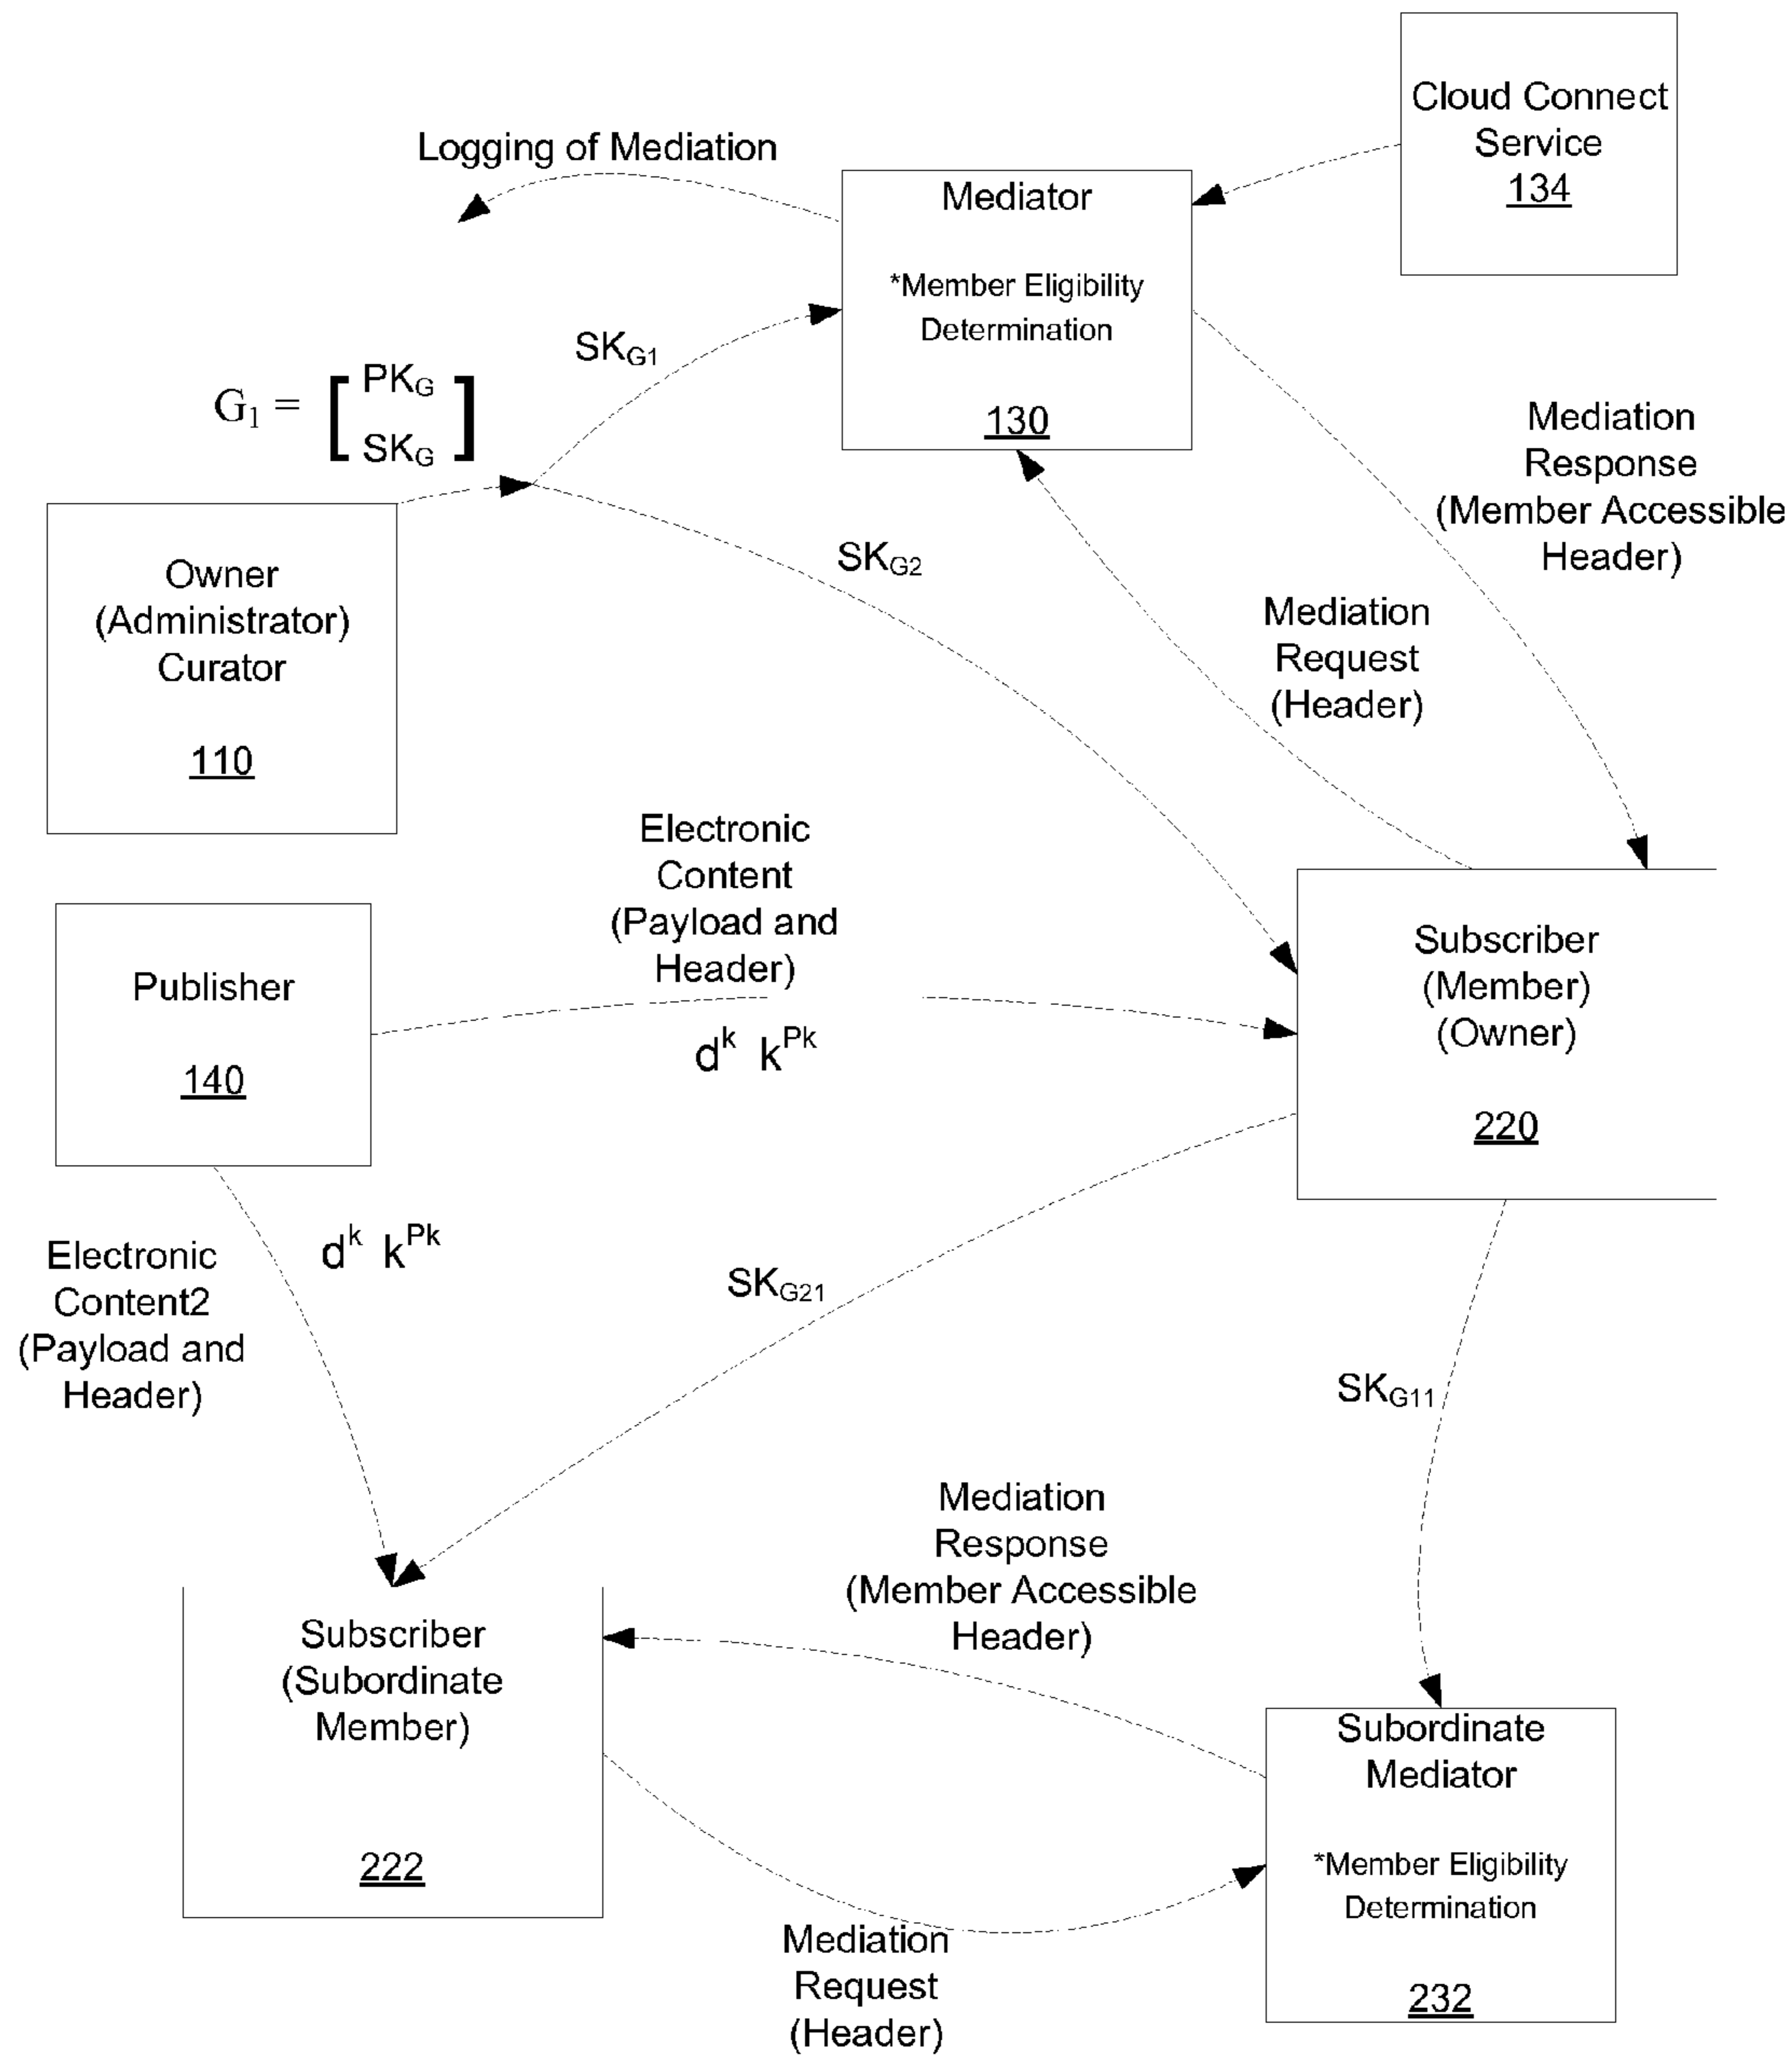 Cloud Connect
Service
134
Logging of Mediation
Mediator
*Member Eligibility
Determination
130
SKG1
G1 = [ PKG
SKG ]
Mediation
Response
(Member Accessible
Header)
SKG2
Owner
(Administrator)
Curator
110
Mediation
Request
(Header)
Electronic
Content
(Payload and
Header)
dk kPk
Publisher
140
Subscriber
(Member)
(Owner)
220
Electronic
Content2
(Payload and
Header)
dk kPk
SKG21
SKG11
Mediation
Response
(Member Accessible
Header)
Subscriber
(Subordinate
Member)
222
Subordinate
Mediator
*Member Eligibility
Determination
232
Mediation
Request
(Header)